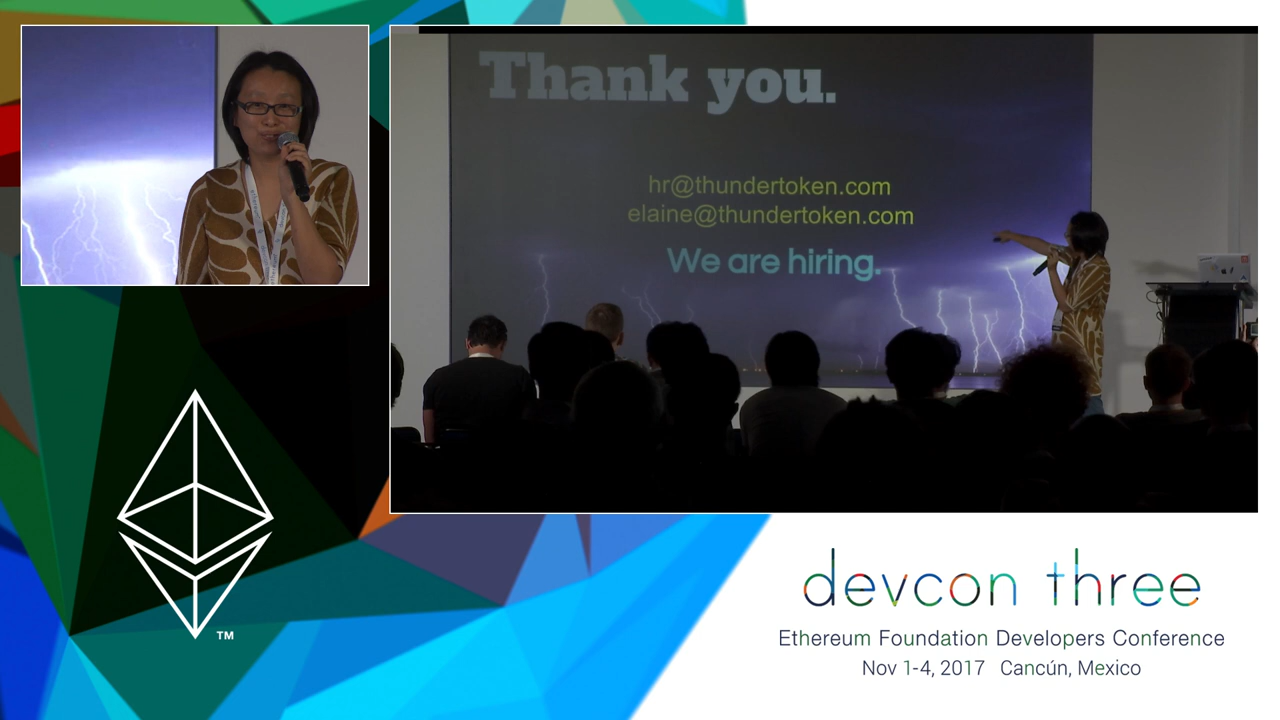 Thank you.
hr@thundertoken.com
elaine@thundertoken.com
We are hiring.
TM
devcon three
Ethereum Foundation Developers Conference
Nov 1-4, 2017 Cancún, Mexico